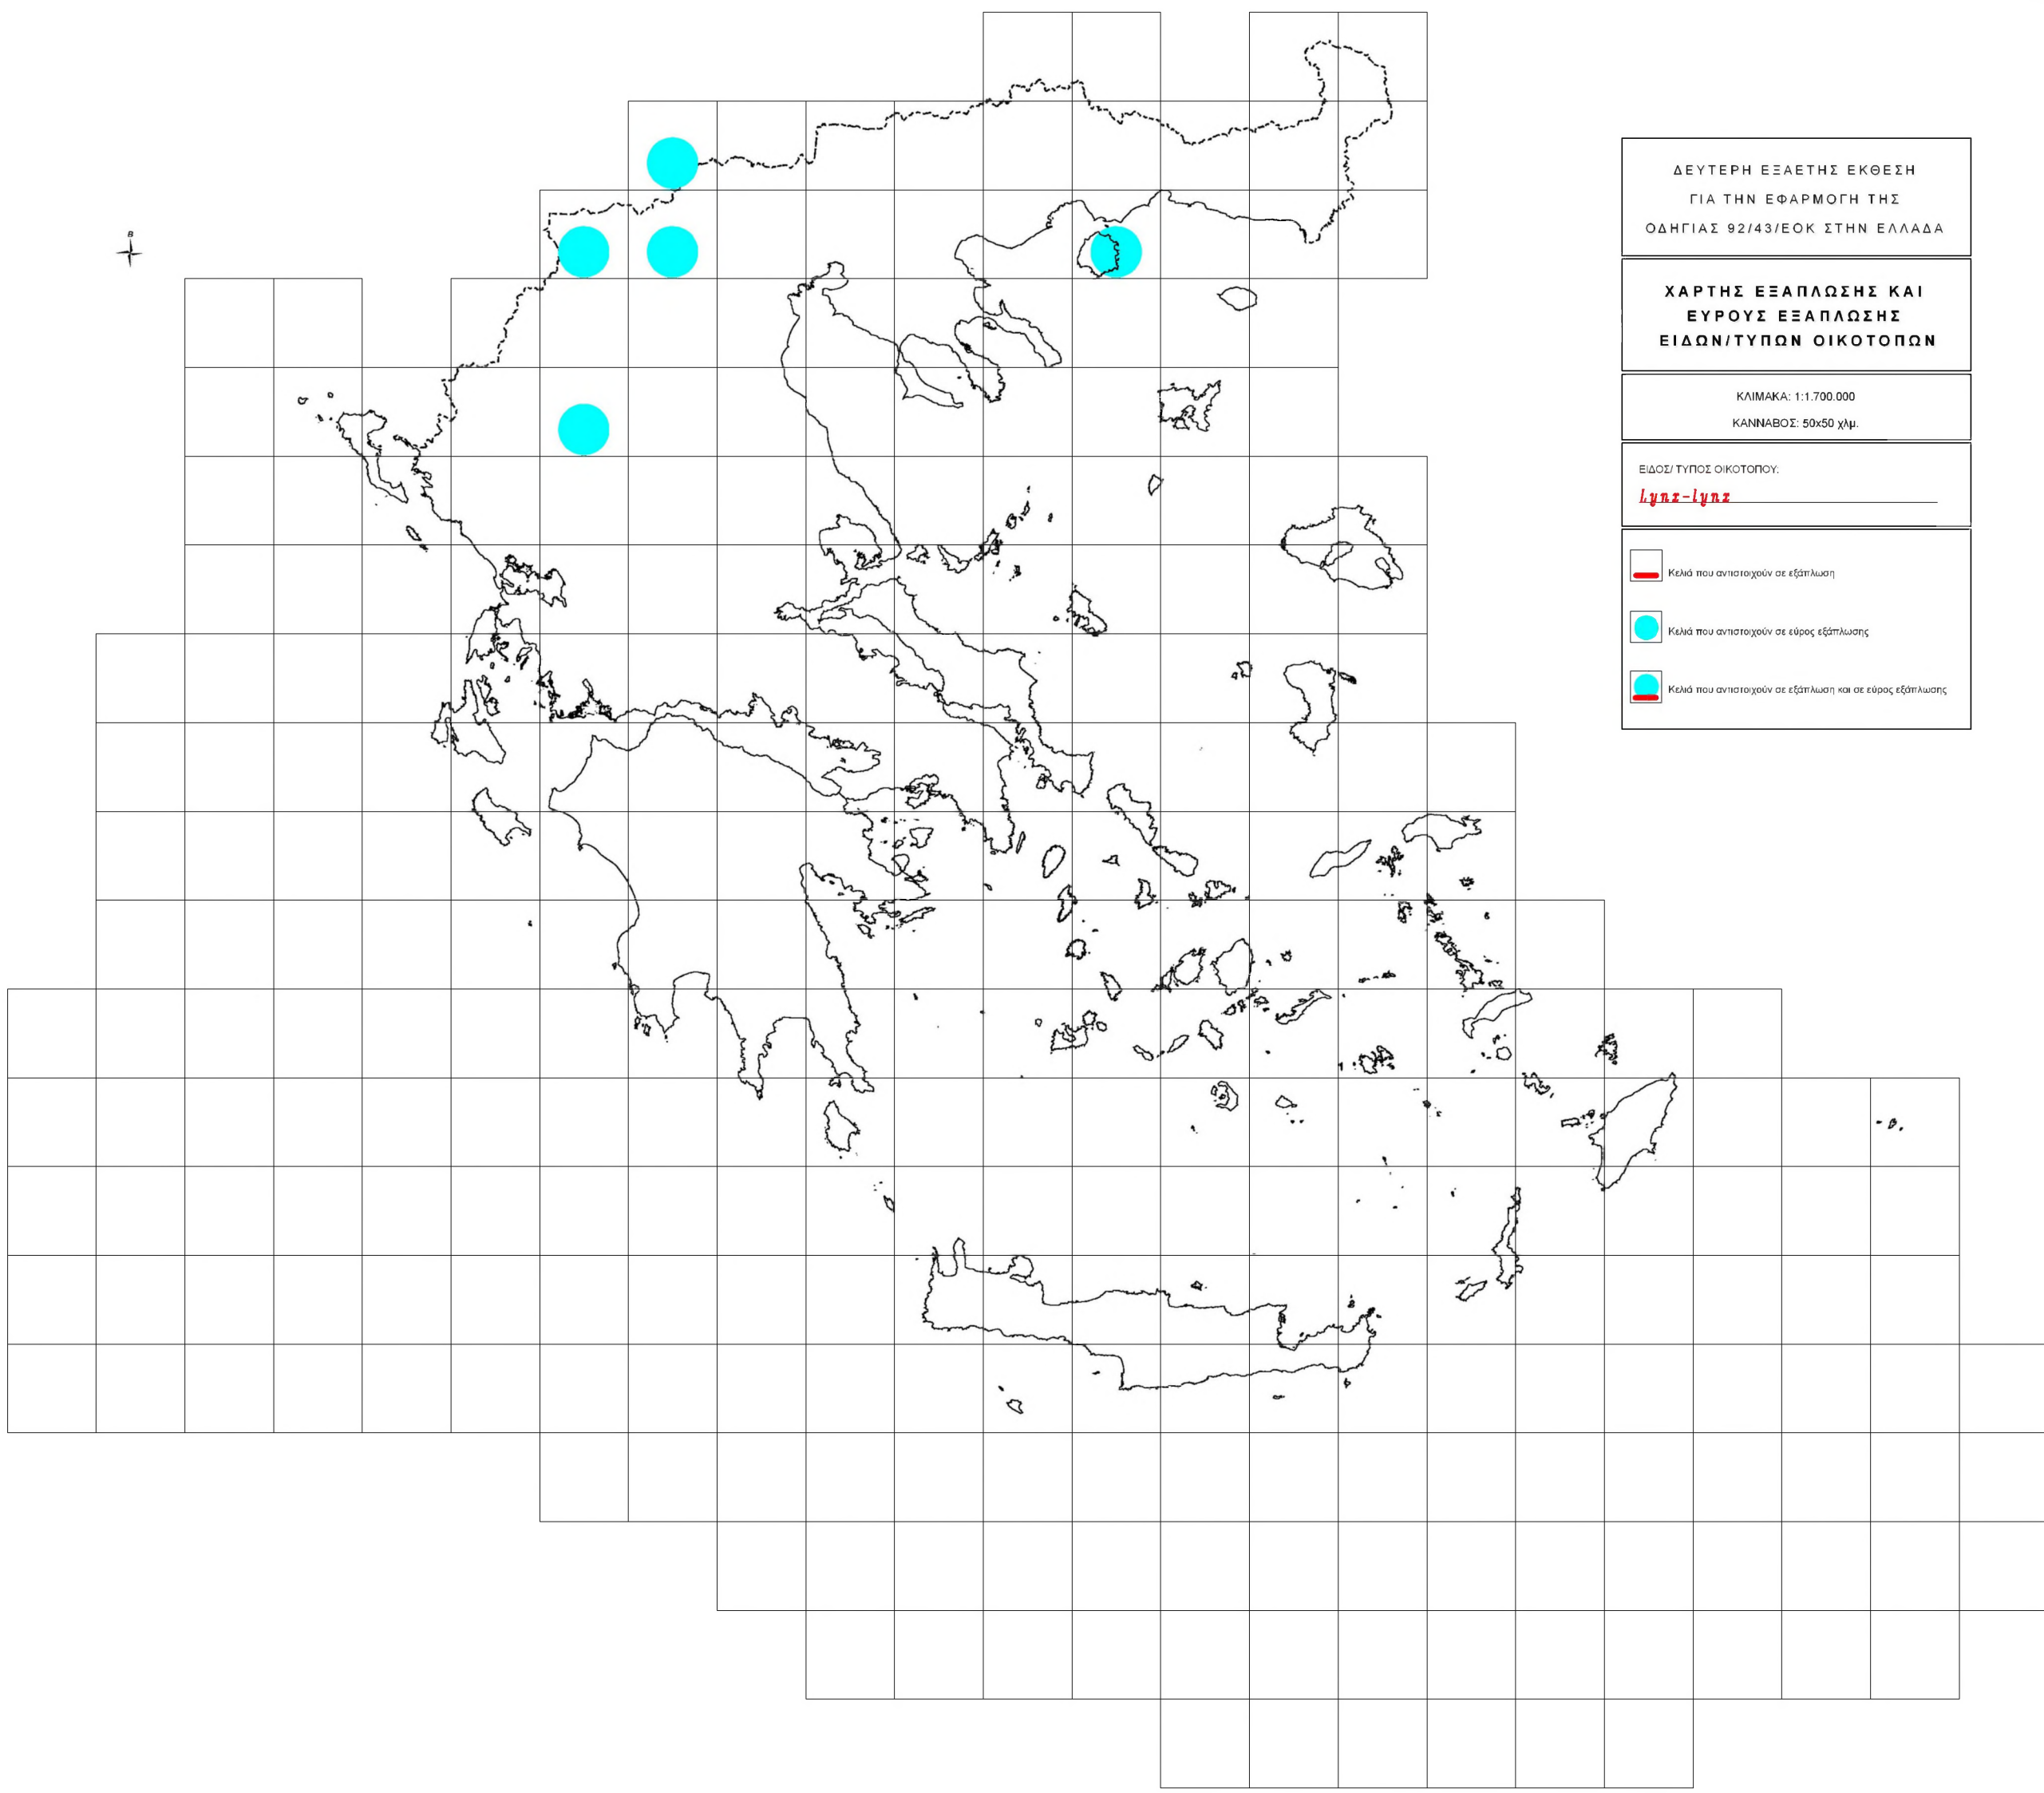 Β
ΔΕΥΤΕΡΗ ΕΞΑΕΤΗΣ ΕΚΘΕΣΗ
ΓΙΑ ΤΗΝ ΕΦΑΡΜΟΓΗ ΤΗΣ
ΟΔΗΓΙΑΣ 92/43/ΕΟΚ ΣΤΗΝ ΕΛΛΑΔΑ
ΧΑΡΤΗΣ ΕΞΑΠΛΩΣΗΣ ΚΑΙ
ΕΥΡΟΥΣ ΕΞΑΠΛΩΣΗΣ
ΕΙΔΩΝ/ΤΥΠΩΝ ΟΙΚΟΤΟΠΩΝ
ΚΛΙΜΑΚΑ: 1:1.700.000
ΚΑΝΝΑΒΟΣ: 50x50 χλμ.
ΕΙΔΟΣ/ ΤΥΠΟΣ ΟΙΚΟΤΟΠΟΥ:
Lynx-lynx
Κελιά που αντιστοιχούν σε εξάπλωση
Κελιά που αντιστοιχούν σε εύρος εξάπλωσης
Κελιά που αντιστοιχούν σε εξάπλωση και σε εύρος εξάπλωσης